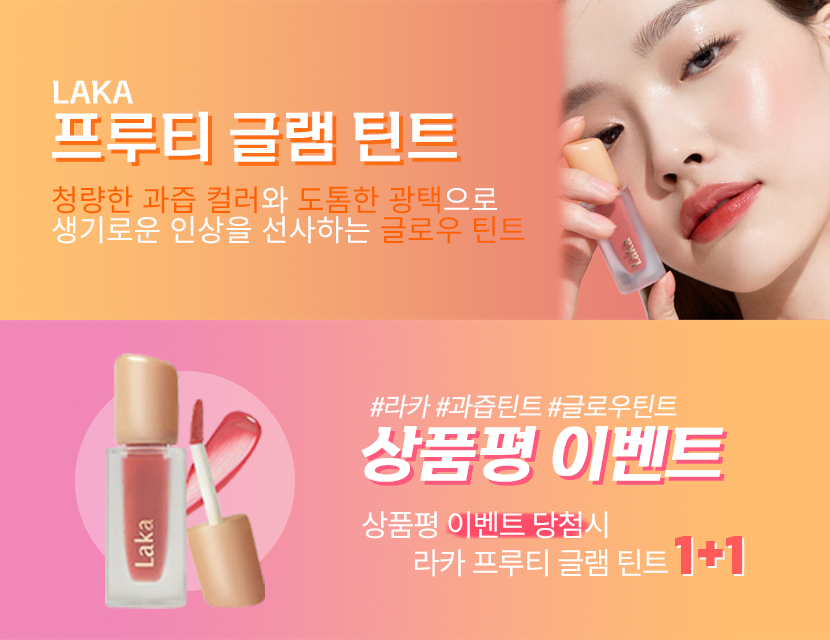 LAKA
프루티 글램 틴트
청량한 과즙 컬러와 도톰한 광택으로
생기로운 인상을 선사하는 글로우 틴트
Laka
#라카 #과즙틴트 #글로우틴트
상품평 이벤트
상품평 이벤트 당첨시
라카 프루티 글램 틴트 1+1
Laka